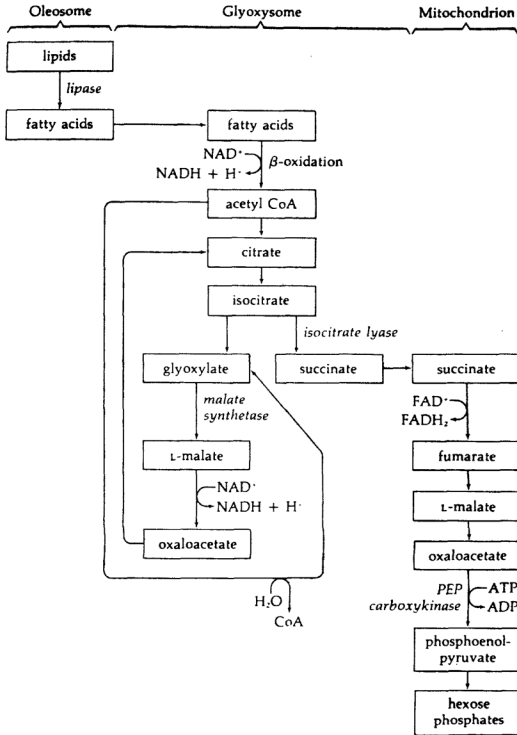 Oleosome Glyoxysome Mitochondrion
lipids
lipase
fatty acids
fatty acids
NAD⁺
β-oxidation
NADH + H⁺
acetyl CoA
citrate
isocitrate
isocitrate lyase
glyoxylate
succinate
succinate
malate
synthetase
FAD⁺
FADH₂
L-malate
fumarate
NAD⁺
NADH + H⁺
L-malate
oxaloacetate
oxaloacetate
H₂O
CoA
PEP
carboxykinase
ATP
ADP
phosphoenol-
pyruvate
hexose
phosphates